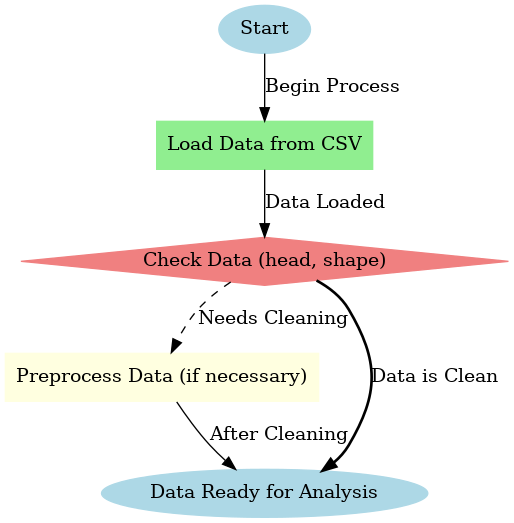 Start
Begin Process
Load Data from CSV
Data Loaded
Check Data (head, shape)
Needs Cleaning
Preprocess Data (if necessary)
Data is Clean
After Cleaning
Data Ready for Analysis